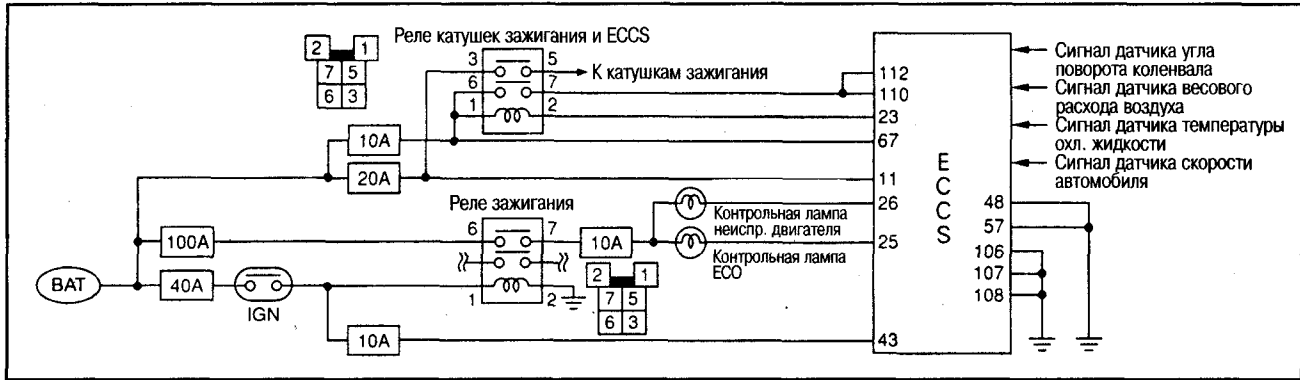 Реле катушек зажигания и ECCS
2 1
7 5
6 3
3 5
К катушкам зажигания
6 7
1 2
10A
20A
Реле зажигания
6 7
100A
10A
1 2
BAT
40A
IGN
10A
2 1
7 5
6 3
Контрольная лампа
неиспр. двигателя
Контрольная лампа
ECO
112
110
23
67
11
26
25
43
E
C
C
S
48
57
106
107
108
Сигнал датчика угла
поворота коленвала
Сигнал датчика весового
расхода воздуха
Сигнал датчика температуры
охл. жидкости
Сигнал датчика скорости
автомобиля